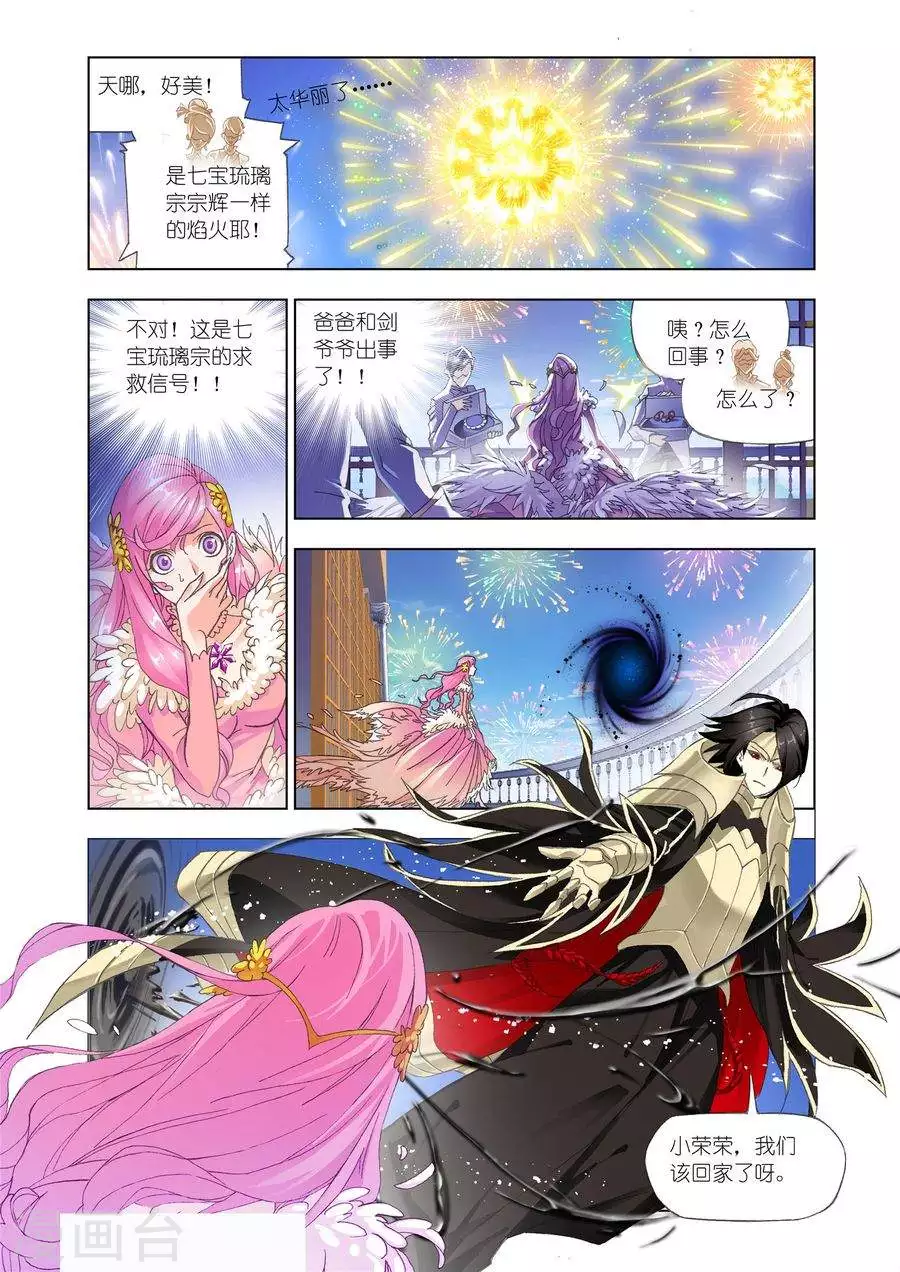 天哪，好美！
太华丽了……
是七宝琉璃
宗宗辉一样
的焰火耶！
不对！这是七
宝琉璃宗的求
救信号！！
爸爸和剑
爷爷出事
了！！
咦？怎么
回事？
怎么了？
小荣荣，我们
该回家了呀。
漫画台